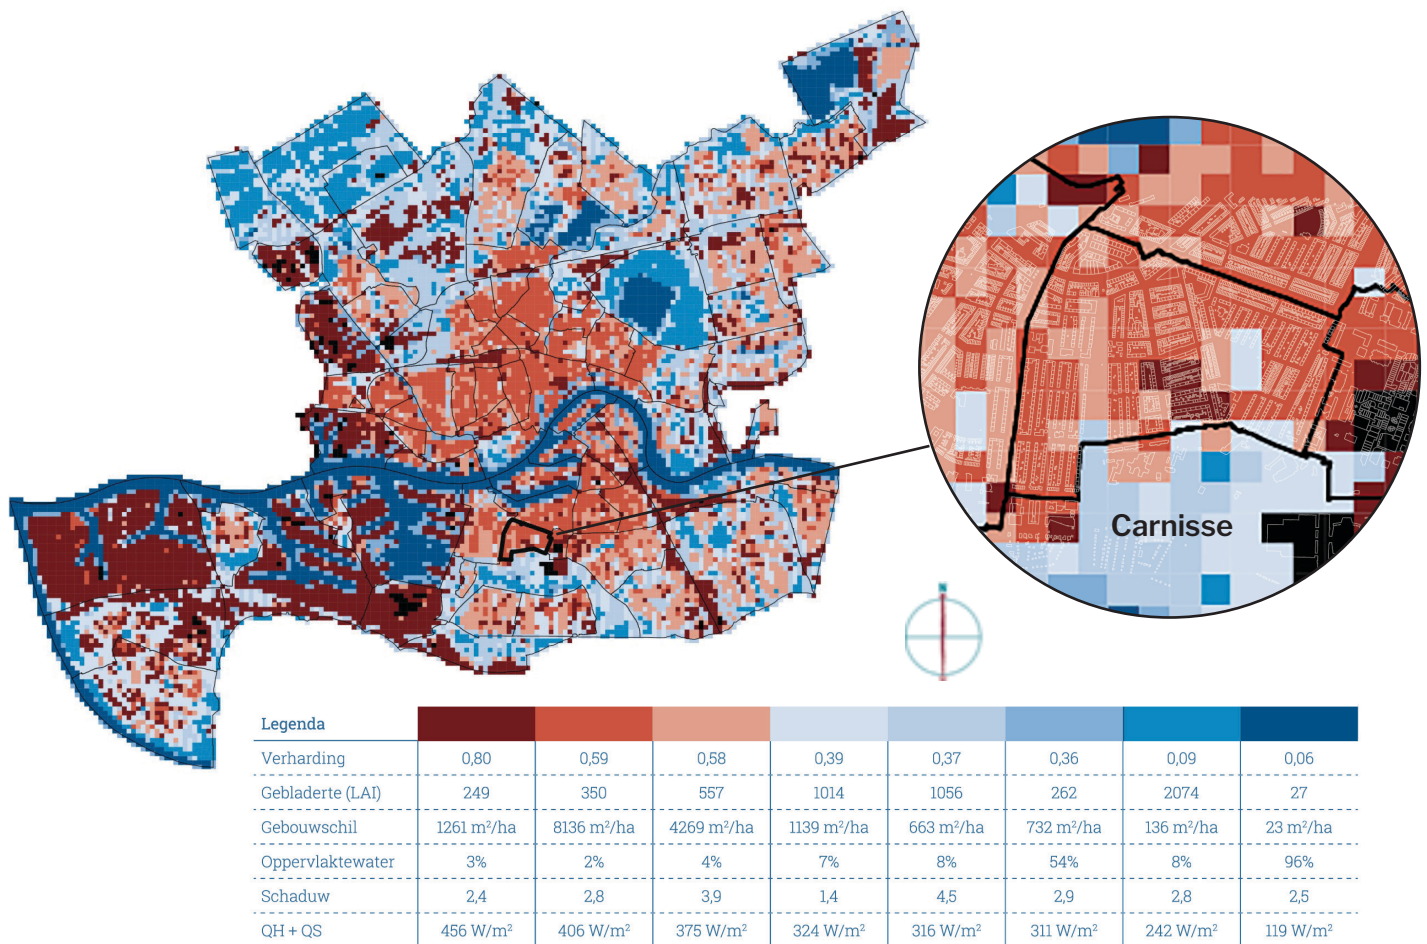 Carnisse
Legenda
Verharding 0,80 0,59 0,58 0,39 0,37 0,36 0,09 0,06
Gebladerte (LAI) 249 350 557 1014 1056 262 2074 27
Gebouwschil 1261 m²/ha 8136 m²/ha 4269 m²/ha 1139 m²/ha 663 m²/ha 732 m²/ha 136 m²/ha 23 m²/ha
Oppervlaktewater 3% 2% 4% 7% 8% 54% 8% 96%
Schaduw 2,4 2,8 3,9 1,4 4,5 2,9 2,8 2,5
QH + QS 456 W/m² 406 W/m² 375 W/m² 324 W/m² 316 W/m² 311 W/m² 242 W/m² 119 W/m²